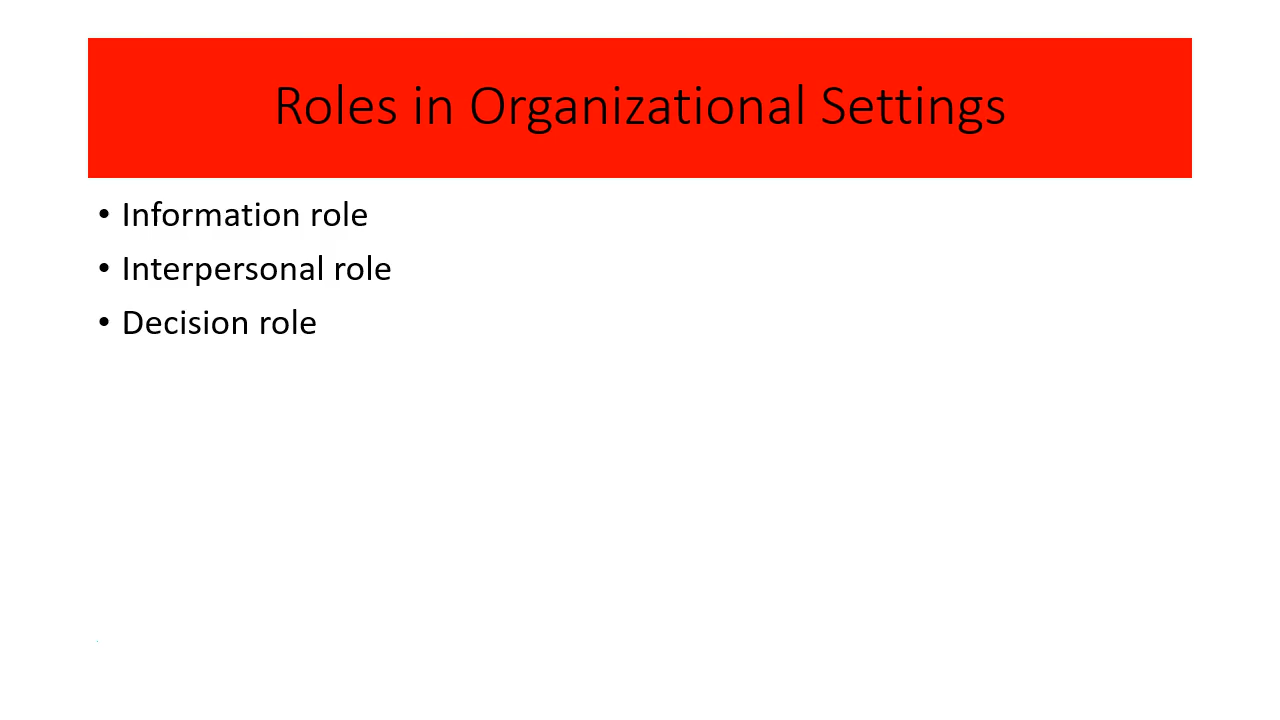 Roles in Organizational Settings
• Information role
• Interpersonal role
• Decision role